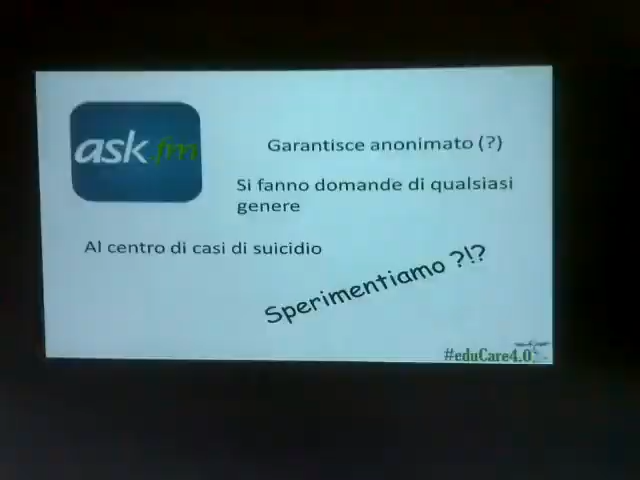 ask.fm
Garantisce anonimato (?)
Si fanno domande di qualsiasi
genere
Al centro di casi di suicidio
Sperimentiamo ?!?
#eduCare4.0